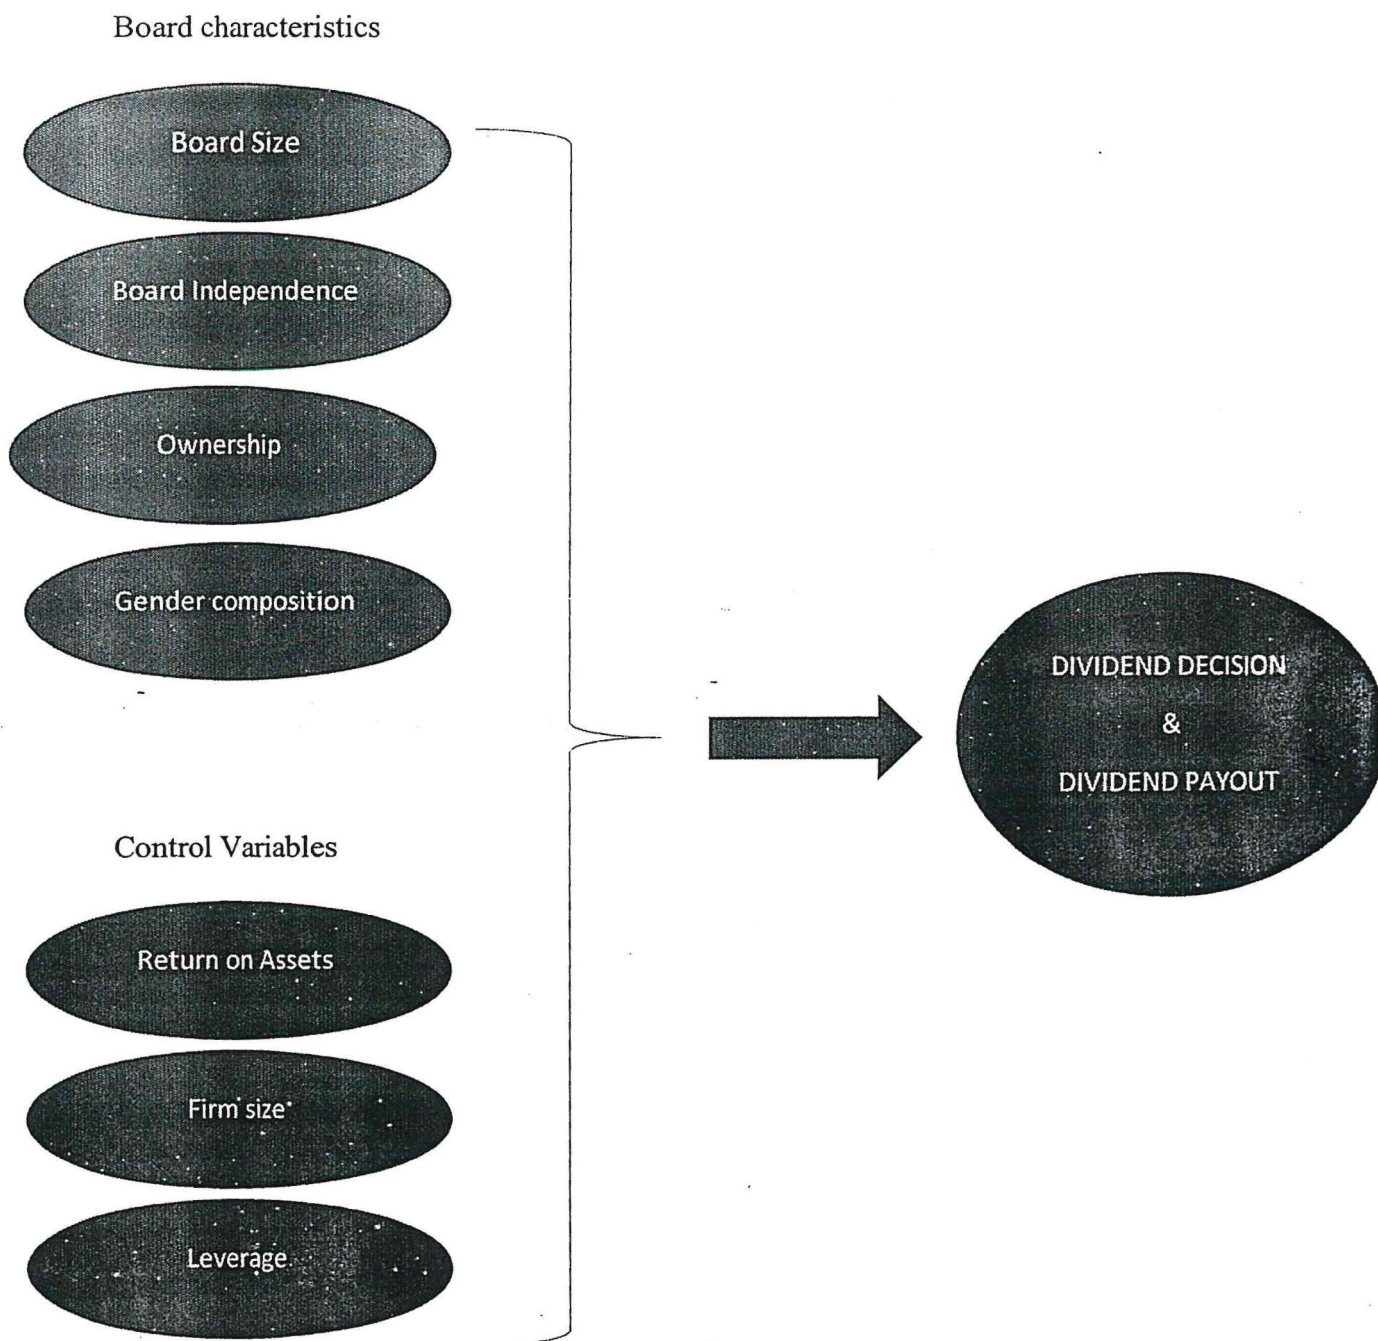 Board characteristics
Board Size
Board Independence
Ownership
Gender composition
DIVIDEND DECISION
&
DIVIDEND PAYOUT
Control Variables
Return on Assets
Firm size
Leverage